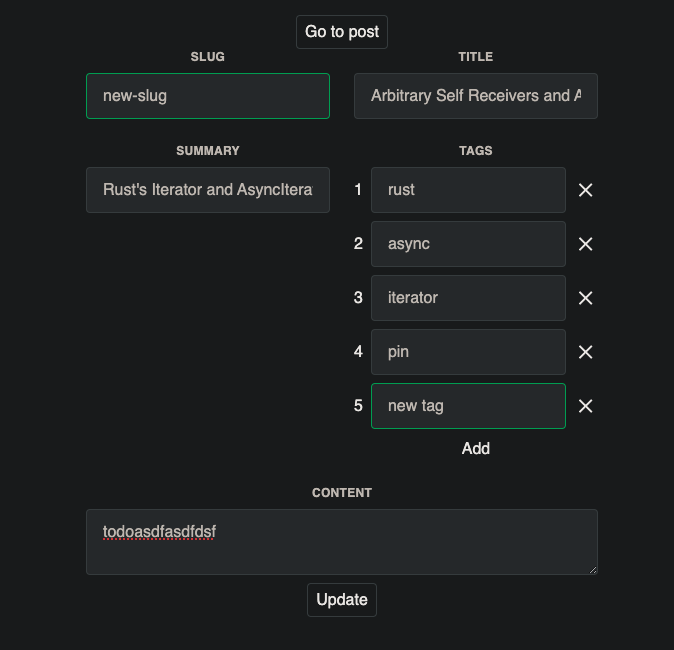 Go to post
SLUG
new-slug
TITLE
Arbitrary Self Receivers and A
SUMMARY
Rust's Iterator and AsyncItera
TAGS
1 rust
2 async
3 iterator
4 pin
5 new tag
Add
CONTENT
todoasdfasdfdsf
Update